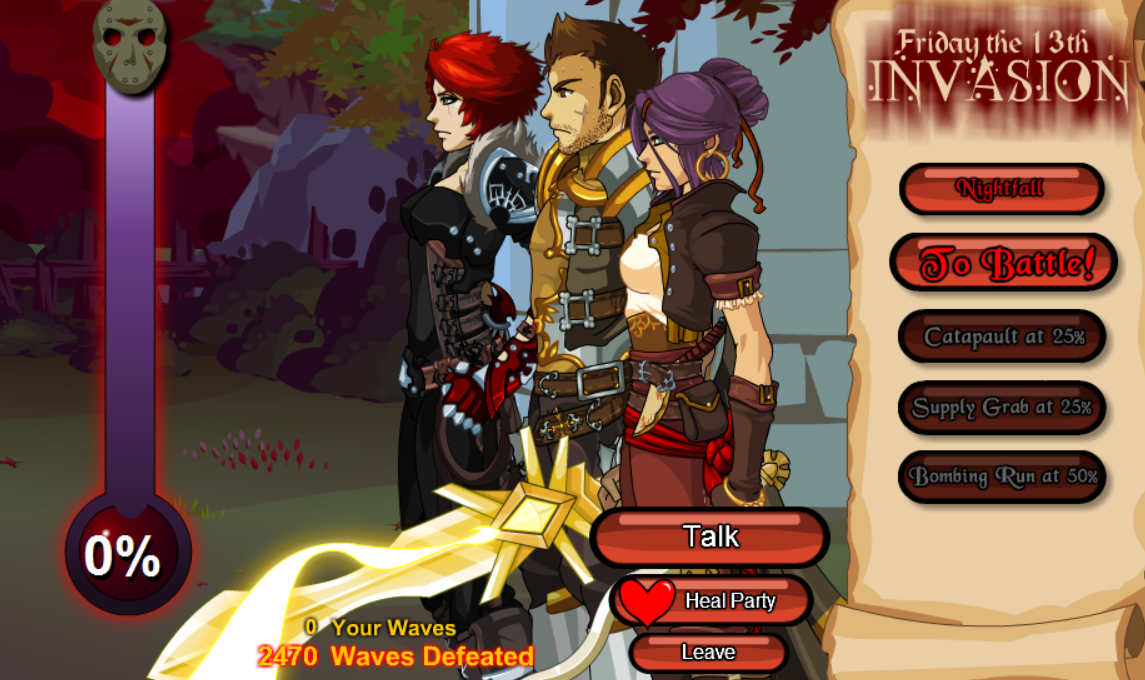 Friday the 13th
INVASION
Nightfall
To Battle!
Catapault at 25%
Supply Grab at 25%
Bombing Run at 50%
0%
Talk
Heal Party
Leave
0 Your Waves
2470 Waves Defeated